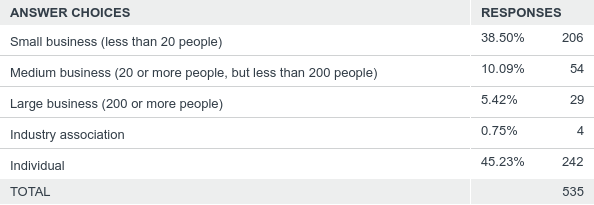 ANSWER CHOICES RESPONSES
Small business (less than 20 people) 38.50% 206
Medium business (20 or more people, but less than 200 people) 10.09% 54
Large business (200 or more people) 5.42% 29
Industry association 0.75% 4
Individual 45.23% 242
TOTAL 535